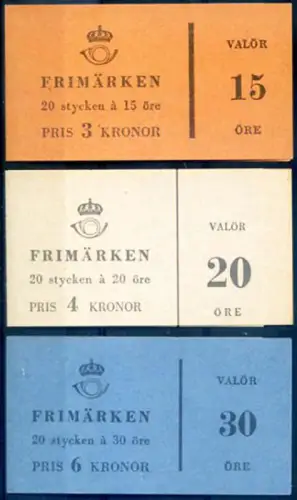 FRIMÄRKEN
20 stycken à 15 öre
PRIS 3 KRONOR
VALÖR
15
ÖRE
FRIMÄRKEN
20 stycken à 20 öre
PRIS 4 KRONOR
VALÖR
20
ÖRE
FRIMÄRKEN
20 stycken à 30 öre
PRIS 6 KRONOR
VALÖR
30
ÖRE